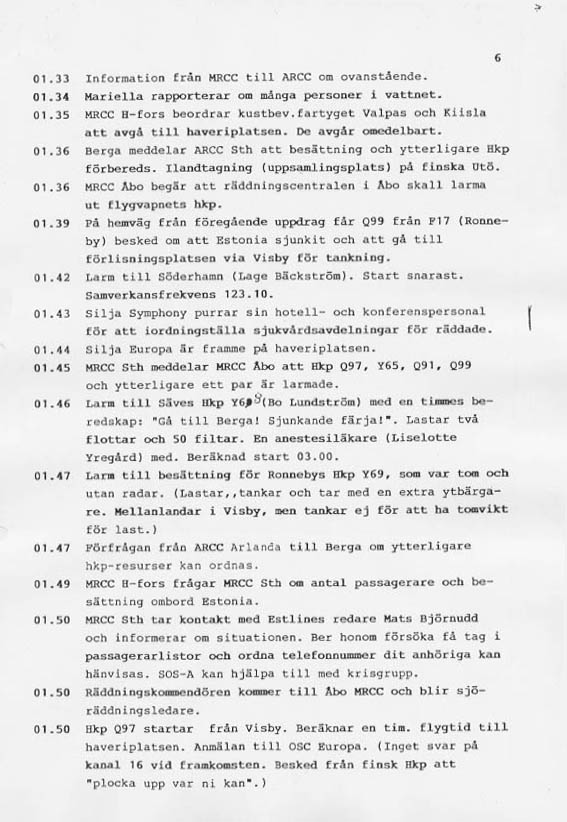 6
01.33 Information från MRCC till ARCC om ovanstående.
01.34 Mariella rapporterar om många personer i vattnet.
01.35 MRCC H-fors beordrar kustbev.fartyget Valpas och Kiisla
att avgå till haveriplatsen. De avgår omedelbart.
01.36 Berga meddelar ARCC Sth att besättning och ytterligare Hkp
förbereds. Ilandtagning (uppsamlingsplats) på finska Utö.
01.36 MRCC Åbo begär att räddningscentralen i Åbo skall larma
ut flygvapnets hkp.
01.39 På hemväg från föregående uppdrag får Q99 från F17 (Ronne-
by) besked om att Estonia sjunkit och att gå till
förlisningsplatsen via Visby för tankning.
01.42 Larm till Söderhamn (Lage Bäckström). Start snarast.
Samverkansfrekvens 123.10.
01.43 Silja Symphony purrar sin hotell- och konferenspersonal
för att iordningställa sjukvårdsavdelningar för räddade.
01.44 Silja Europa är framme på haveriplatsen.
01.45 MRCC Sth meddelar MRCC Åbo att Hkp Q97, Y65, Q91, Q99
och ytterligare ett par är larmade.
01.46 Larm till Säves Hkp Y68 (Bo Lundström) med en timmes be-
redskap: "Gå till Berga! Sjunkande färja!". Lastar två
flottar och 50 filtar. En anestesiläkare (Liselotte
Yregård) med. Beräknad start 03.00.
01.47 Larm till besättning för Ronnebys Hkp Y69, som var tom och
utan radar. (Lastar,,tankar och tar med en extra ytbärga-
re. Mellanlandar i Visby, men tankar ej för att ha tomvikt
för last.)
01.47 Förfrågan från ARCC Arlanda till Berga om ytterligare
hkp-resurser kan ordnas.
01.49 MRCC H-fors frågar MRCC Sth om antal passagerare och be-
sättning ombord Estonia.
01.50 MRCC Sth tar kontakt med Estlines redare Mats Björnudd
och informerar om situationen. Ber honom försöka få tag i
passagerarlistor och ordna telefonnummer dit anhöriga kan
hänvisas. SOS-A kan hjälpa till med krisgrupp.
01.50 Räddningskommendören kommer till Åbo MRCC och blir sjö-
räddningsledare.
01.50 Hkp Q97 startar från Visby. Beräknar en tim. flygtid till
haveriplatsen. Anmälan till OSC Europa. (Inget svar på
kanal 16 vid framkomsten. Besked från finsk Hkp att
"plocka upp var ni kan".)